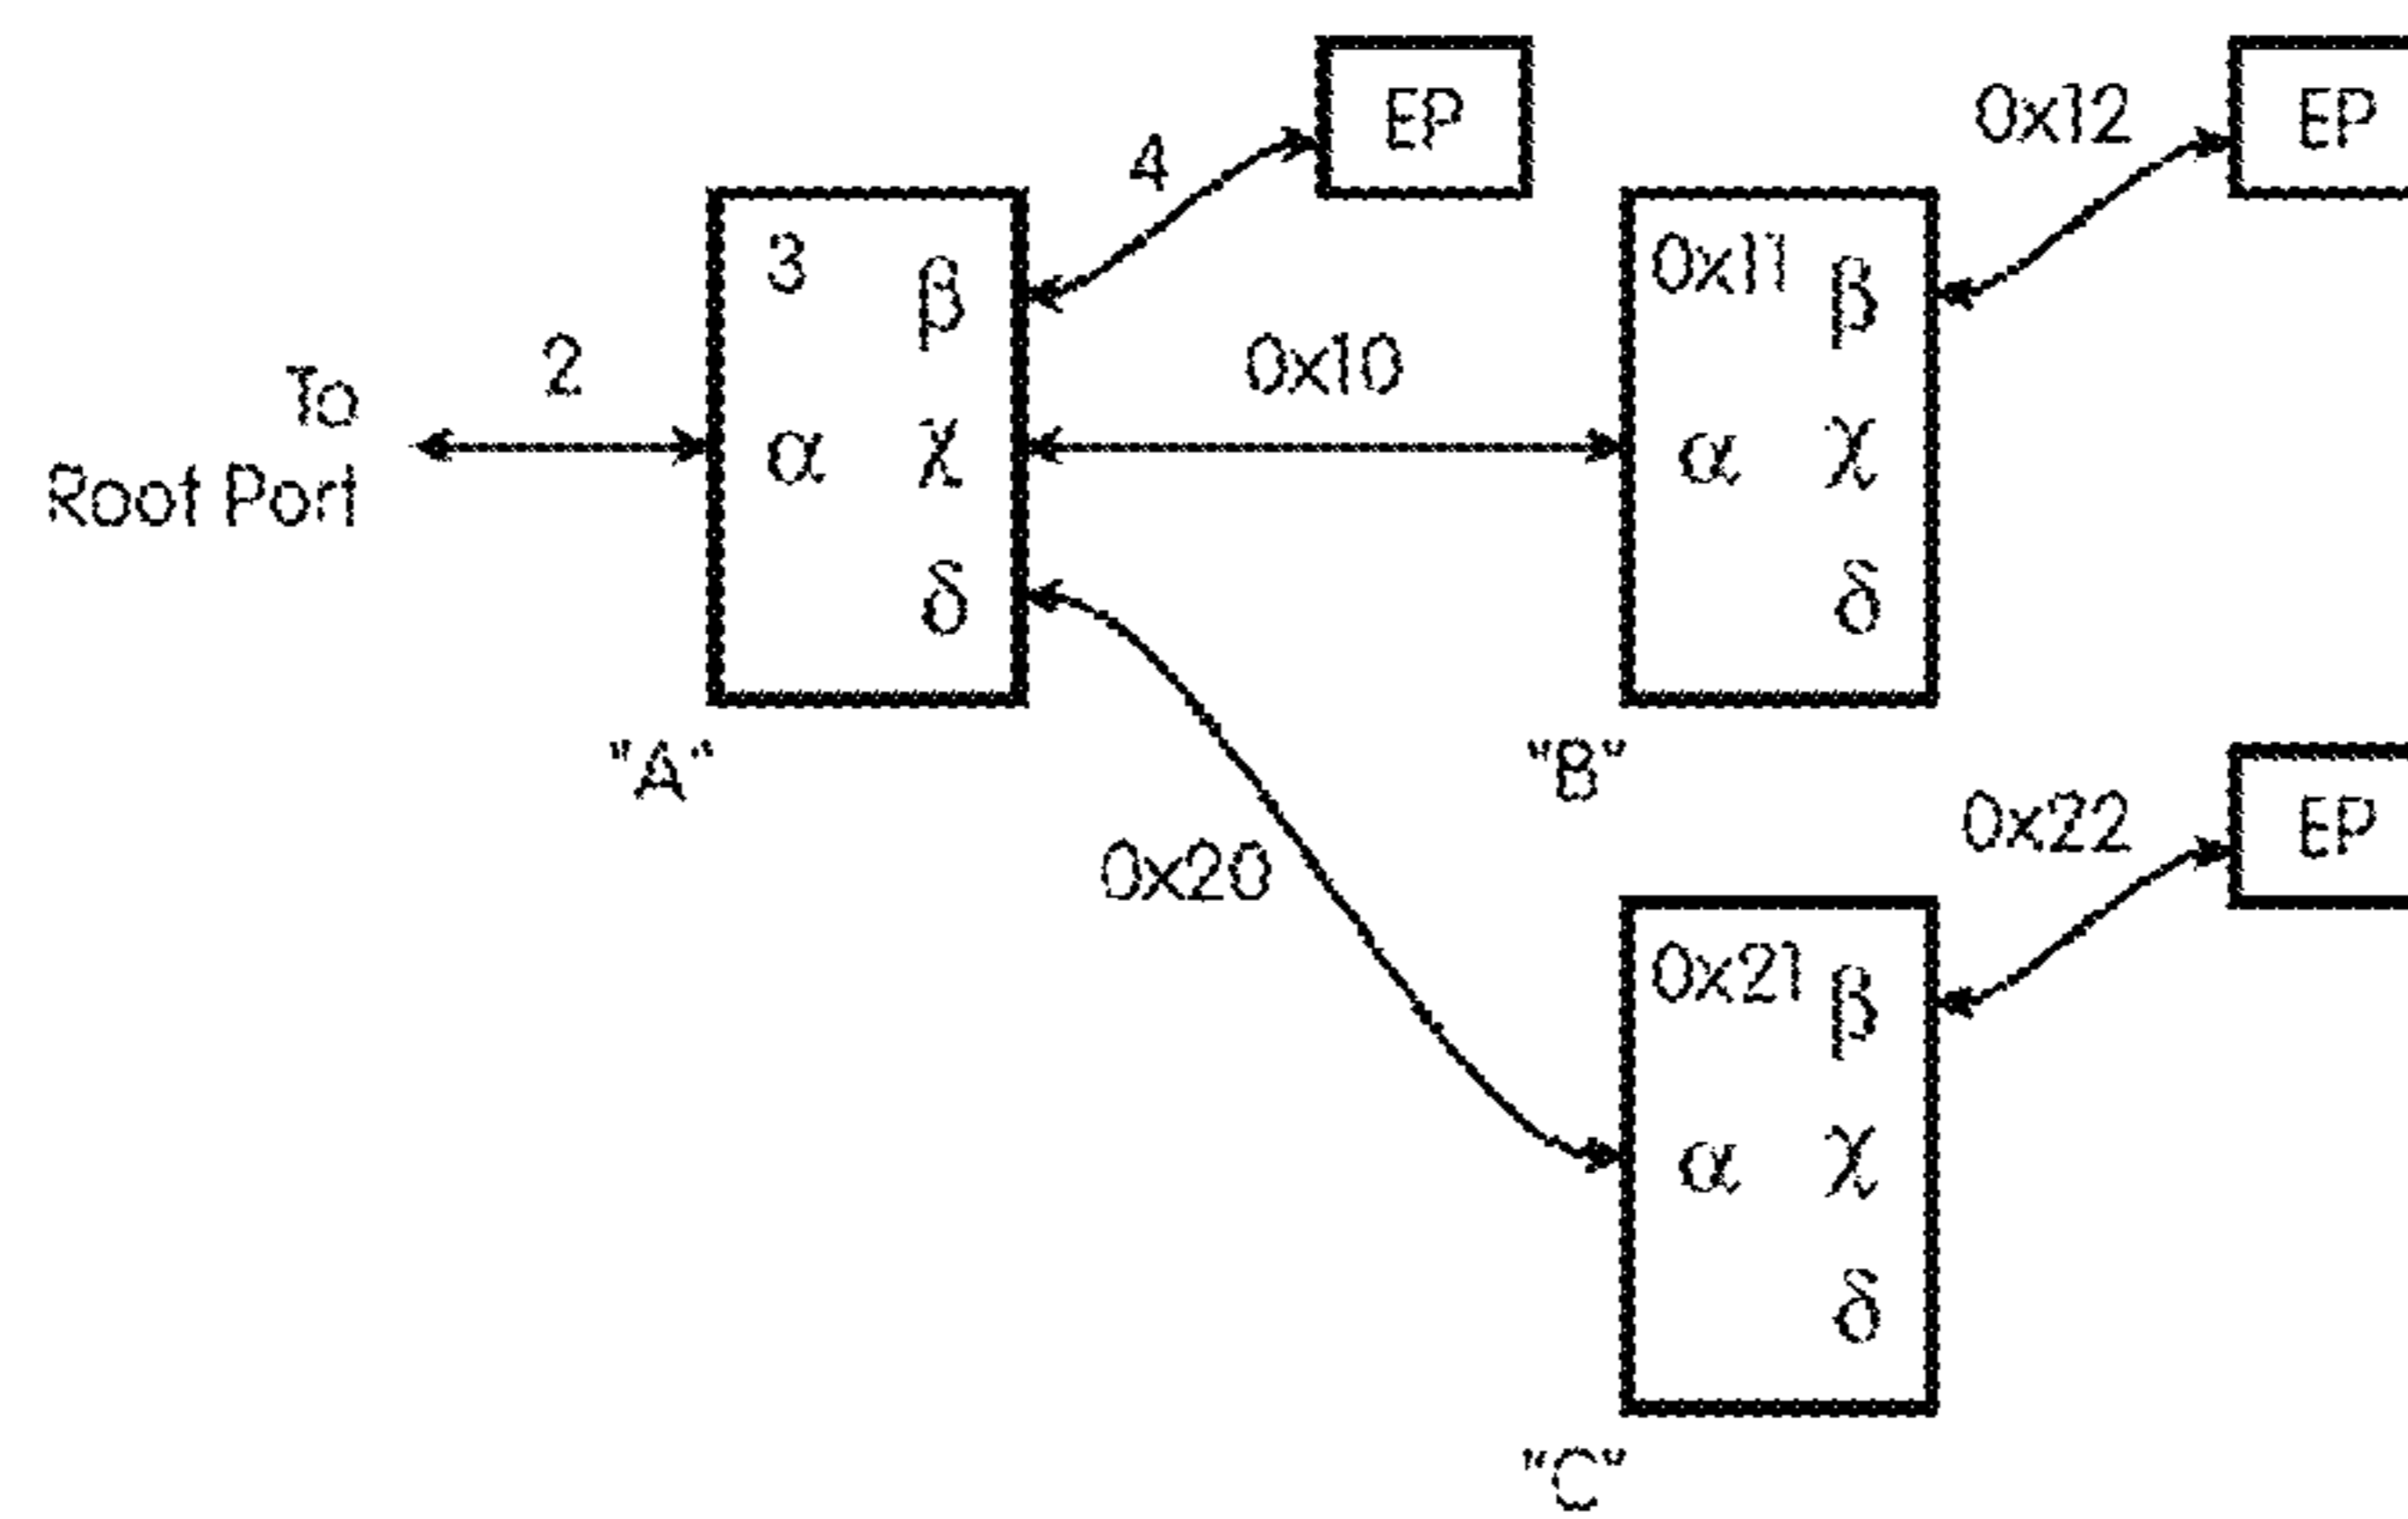 EP
0x12
EP
4
3
β
0x11
β
To
Root Port
2
0x10
α
χ
α
χ
δ
δ
"A"
"B"
0x20
0x22
EP
0x21
β
α
χ
δ
"C"